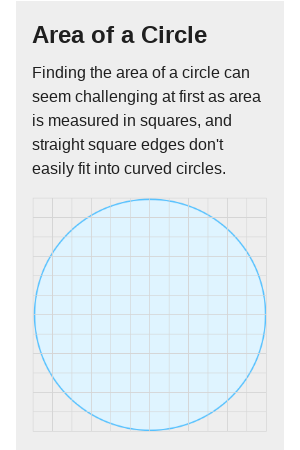 Area of a Circle
Finding the area of a circle can
seem challenging at first as area
is measured in squares, and
straight square edges don't
easily fit into curved circles.